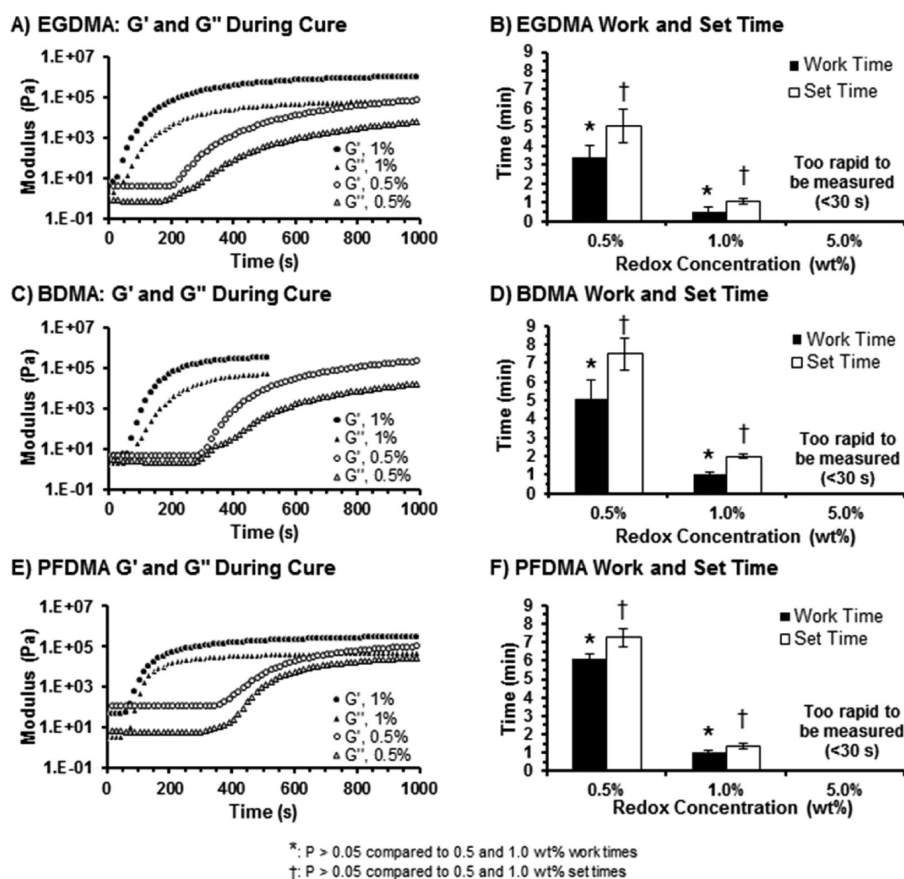 A) EGDMA: G' and G'' During Cure
Modulus (Pa)
1.E+07
1.E+05
1.E+03
1.E+01
1.E-01
G', 1%
G'', 1%
G', 0.5%
G'', 0.5%
0 200 400 600 800 1000
Time (s)
B) EGDMA Work and Set Time
Time (min)
9
8
7
6
5
4
3
2
1
0
Work Time
Set Time
*
†
*
†
Too rapid to
be measured
(<30 s)
0.5% 1.0% 5.0%
Redox Concentration (wt%)
C) BDMA: G' and G'' During Cure
Modulus (Pa)
1.E+07
1.E+05
1.E+03
1.E+01
1.E-01
G', 1%
G'', 1%
G', 0.5%
G'', 0.5%
0 200 400 600 800 1000
Time (s)
D) BDMA Work and Set Time
Time (min)
9
8
7
6
5
4
3
2
1
0
Work Time
Set Time
*
†
*
†
Too rapid to
be measured
(<30 s)
0.5% 1.0% 5.0%
Redox Concentration (wt%)
E) PFDMA G' and G'' During Cure
Modulus (Pa)
1.E+07
1.E+05
1.E+03
1.E+01
1.E-01
G', 1%
G'', 1%
G', 0.5%
G'', 0.5%
0 200 400 600 800 1000
Time (s)
F) PFDMA Work and Set Time
Time (min)
9
8
7
6
5
4
3
2
1
0
Work Time
Set Time
*
†
*
†
Too rapid to
be measured
(<30 s)
0.5% 1.0% 5.0%
Redox Concentration (wt%)
*: P > 0.05 compared to 0.5 and 1.0 wt% work times
†: P > 0.05 compared to 0.5 and 1.0 wt% set times